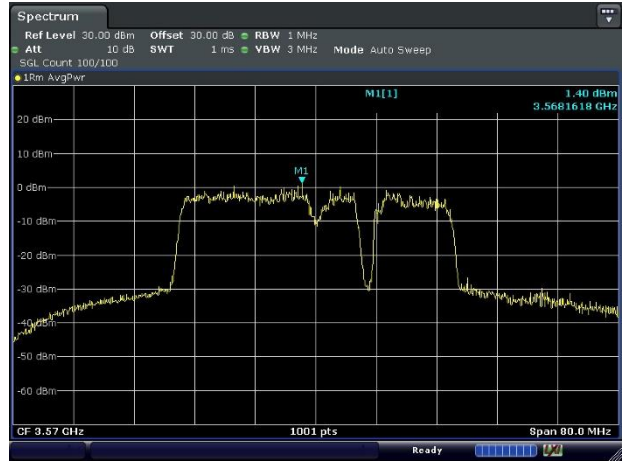 Spectrum
Ref Level 30.00 dBm Offset 30.00 dB RBW 1 MHz
Att 10 dB SWT 1 ms VBW 3 MHz Mode Auto Sweep
SGL Count 100/100
1Rm AvgPwr
M1[1] 1.40 dBm
3.5681618 GHz
20 dBm
10 dBm
M1
0 dBm
-10 dBm
-20 dBm
-30 dBm
-40 dBm
-50 dBm
-60 dBm
CF 3.57 GHz 1001 pts Span 80.0 MHz
Ready